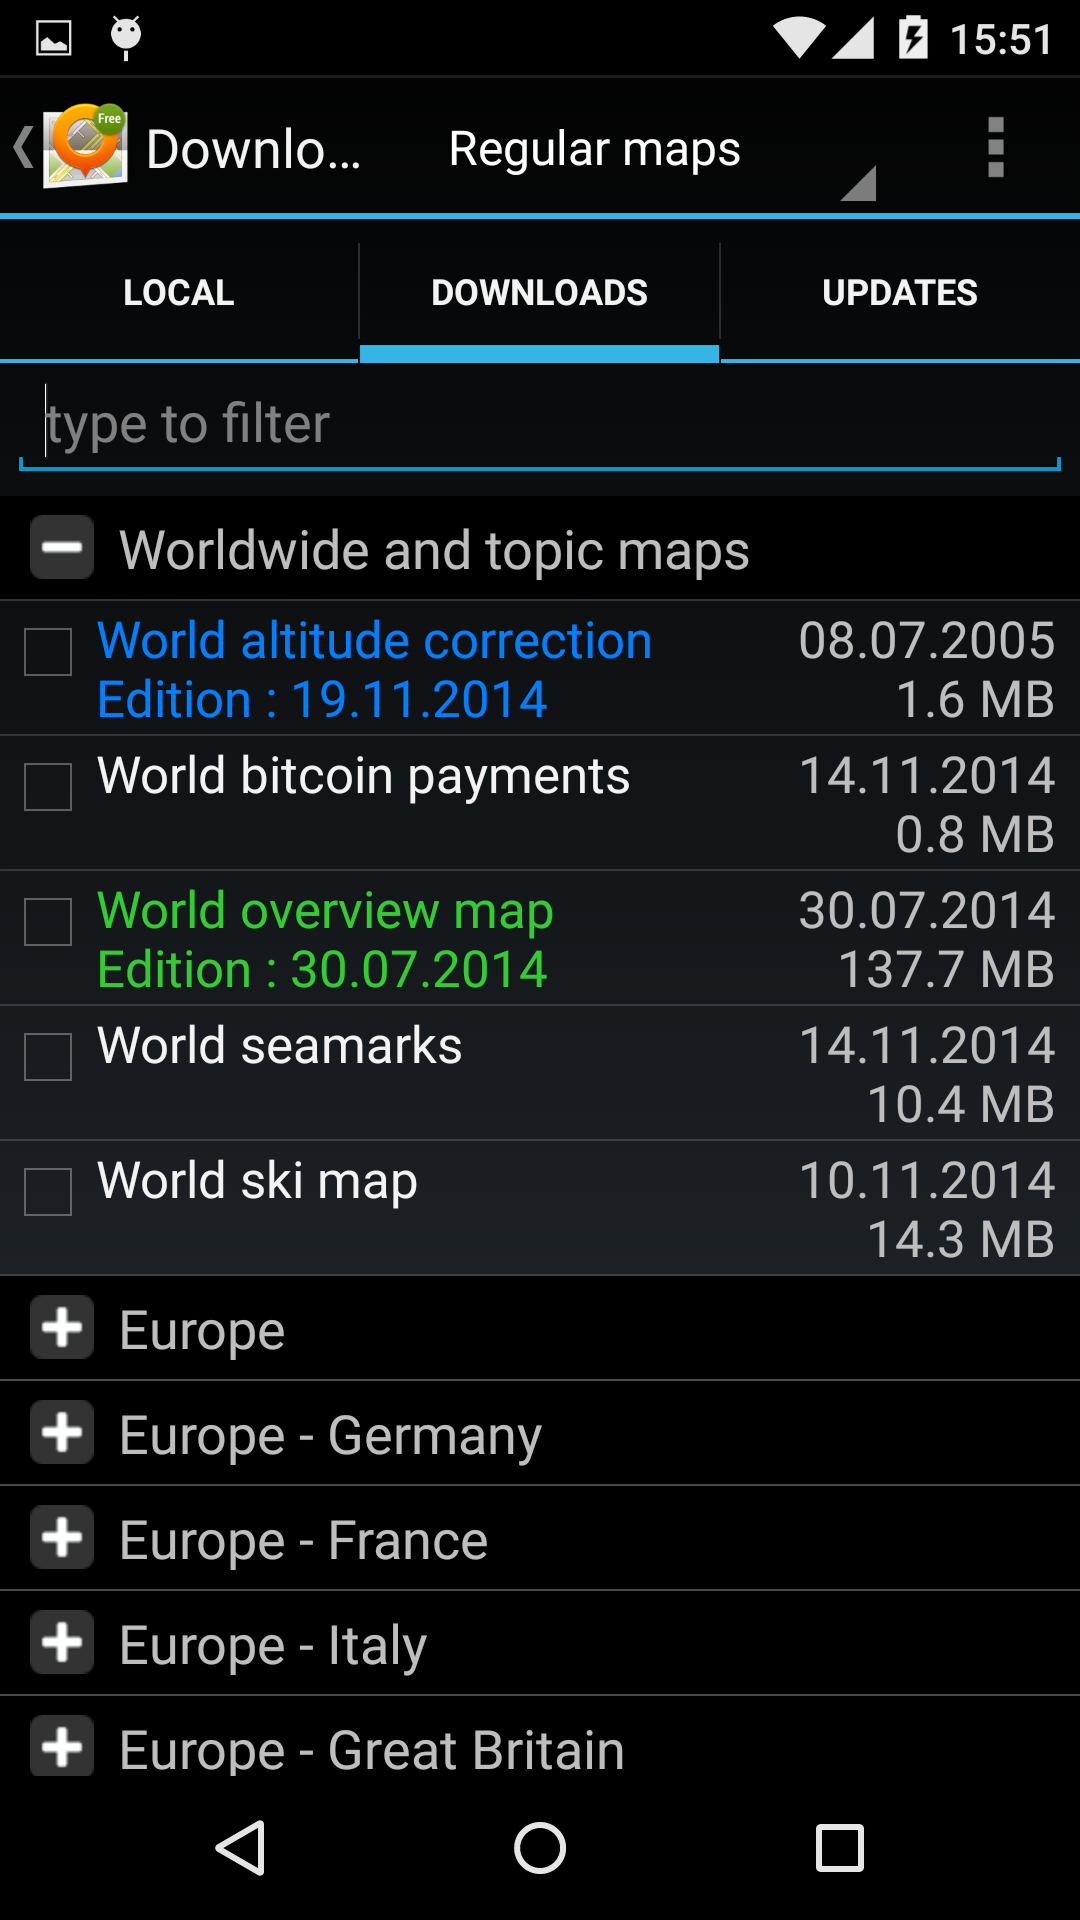 15:51
Free
Downlo...
Regular maps
LOCAL
DOWNLOADS
UPDATES
type to filter
Worldwide and topic maps
World altitude correction
08.07.2005
Edition : 19.11.2014
1.6 MB
World bitcoin payments
14.11.2014
0.8 MB
World overview map
30.07.2014
Edition : 30.07.2014
137.7 MB
World seamarks
14.11.2014
10.4 MB
World ski map
10.11.2014
14.3 MB
Europe
Europe - Germany
Europe - France
Europe - Italy
Europe - Great Britain